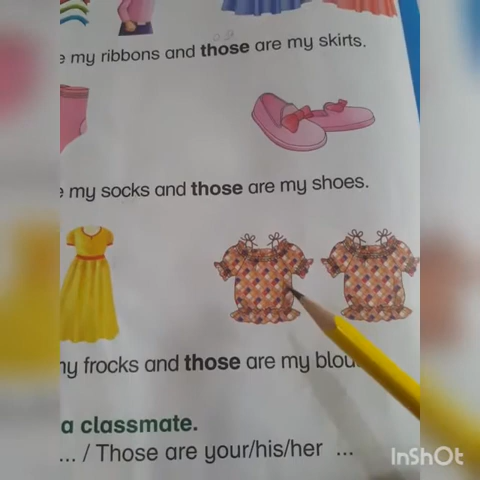 e my ribbons and those are my skirts.
e my socks and those are my shoes.
my frocks and those are my blou
a classmate.
... / Those are your/his/her ...
InShOt